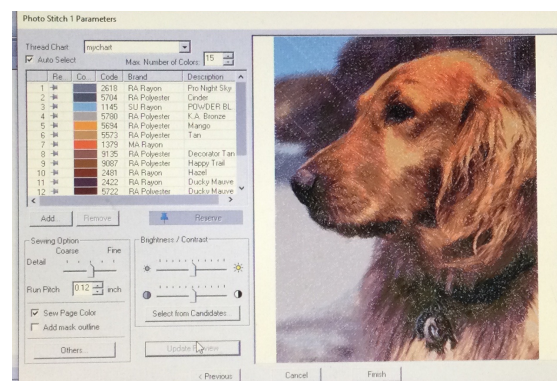 Photo Stitch 1 Parameters
Thread Chart mychart
Auto Select
Max. Number of Colors: 15
Re... Co... Code Brand Description
1 2618 RA Rayon Pro Night Sky
2 5704 RA Polyester Cinder
3 1145 SU Rayon POWDER BL
4 5780 RA Polyester K.A. Bronze
5 5694 RA Polyester Mango
6 5573 RA Polyester Tan
7 1379 MA Rayon
8 9135 RA Polyester Decorator Tan
9 9087 RA Polyester Happy Trail
10 2481 RA Rayon Hazel
11 2422 RA Rayon Ducky Mauve
12 5722 RA Polyester Ducky Mauve
Add... Remove Reserve
Sewing Option
Coarse Fine
Detail
Run Pitch 0.12 inch
Sew Page Color
Add mask outline
Others...
Brightness / Contrast
Select from Candidates...
Update Preview
< Previous Cancel Finish